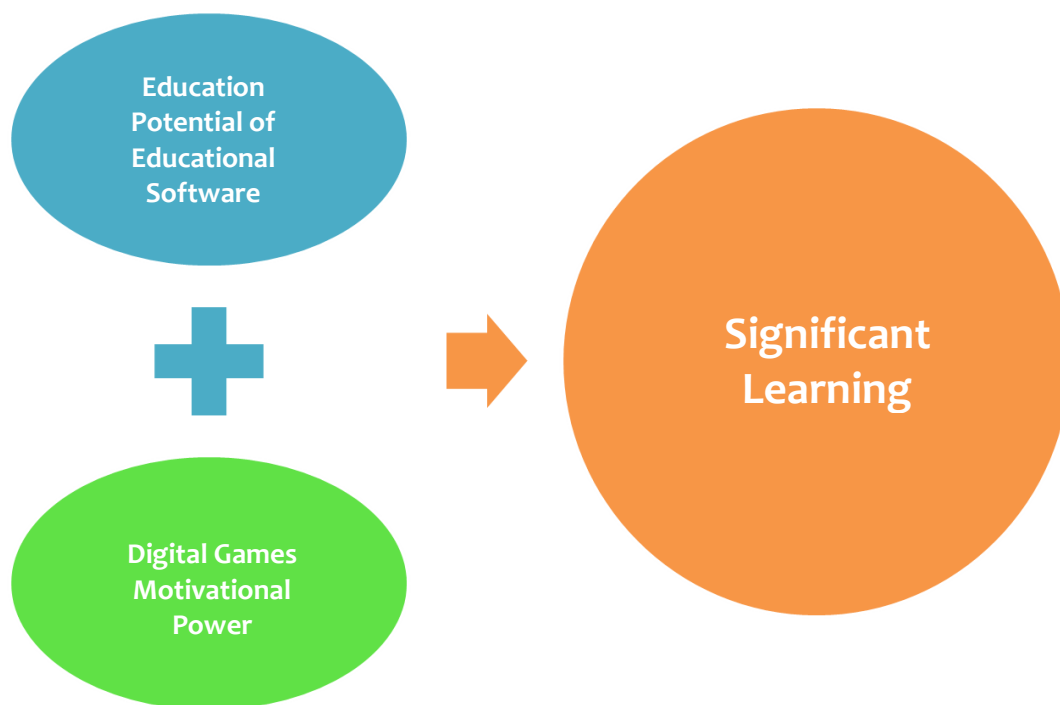 Education
Potential of
Educational
Software
Digital Games
Motivational
Power
Significant
Learning